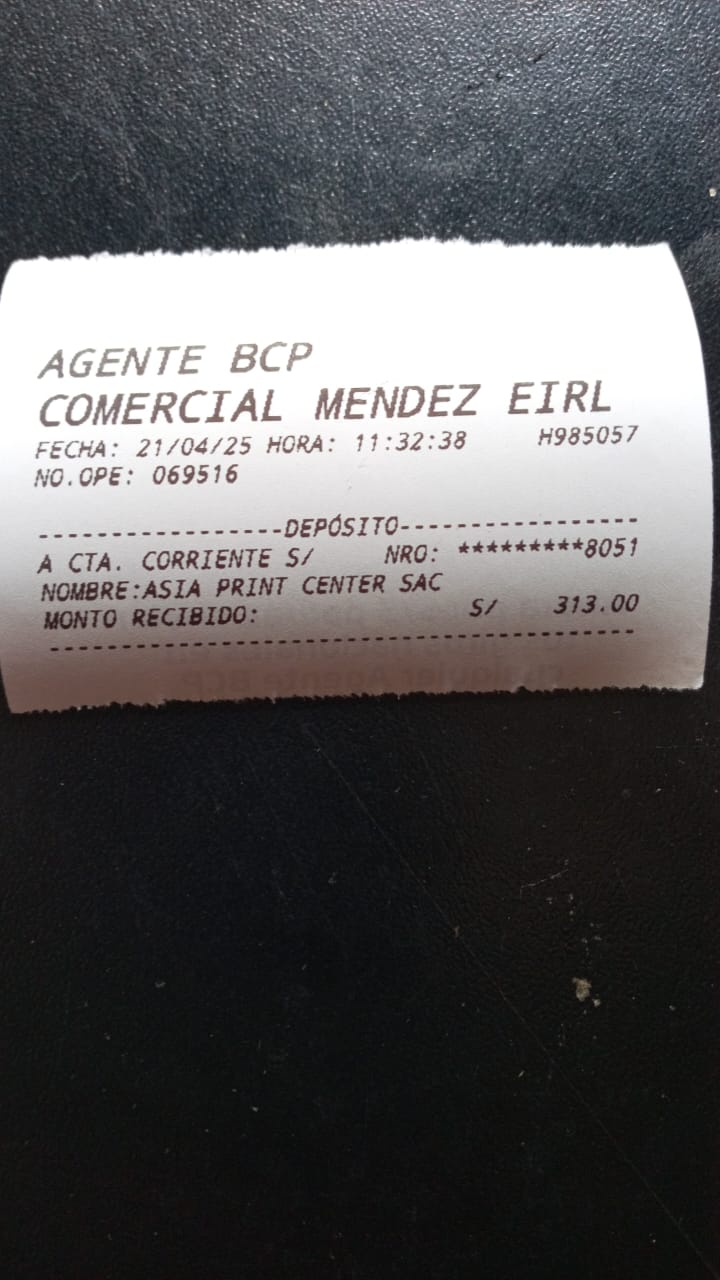 AGENTE BCP
COMERCIAL MENDEZ EIRL
FECHA: 21/04/25 HORA: 11:32:38 H985057
NO.OPE: 069516
------------------DEPÓSITO------------------
A CTA. CORRIENTE S/ NRO: *********8051
NOMBRE:ASIA PRINT CENTER SAC
MONTO RECIBIDO: S/ 313.00
--------------------------------------------